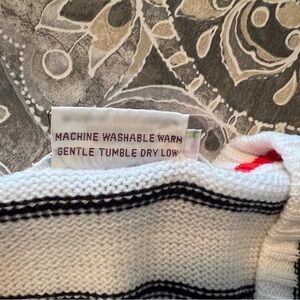 MACHINE WASHABLE WARM
GENTLE TUMBLE DRY LOW